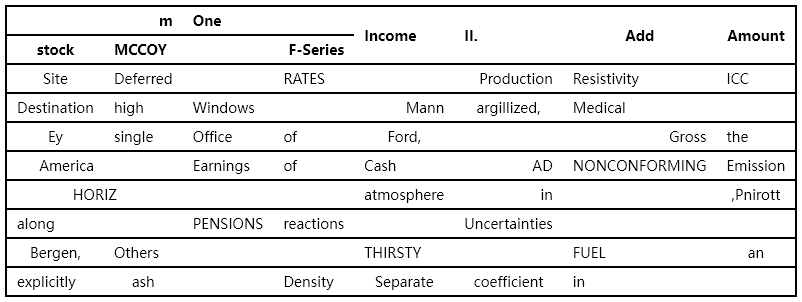 m One Income II. Add Amount
stock MCCOY F-Series
Site Deferred RATES Production Resistivity ICC
Destination high Windows Mann argillized, Medical
Ey single Office of Ford, Gross the
America Earnings of Cash AD NONCONFORMING Emission
HORIZ atmosphere in ,Pnirott
along PENSIONS reactions Uncertainties
Bergen, Others THIRSTY FUEL an
explicitly ash Density Separate coefficient in